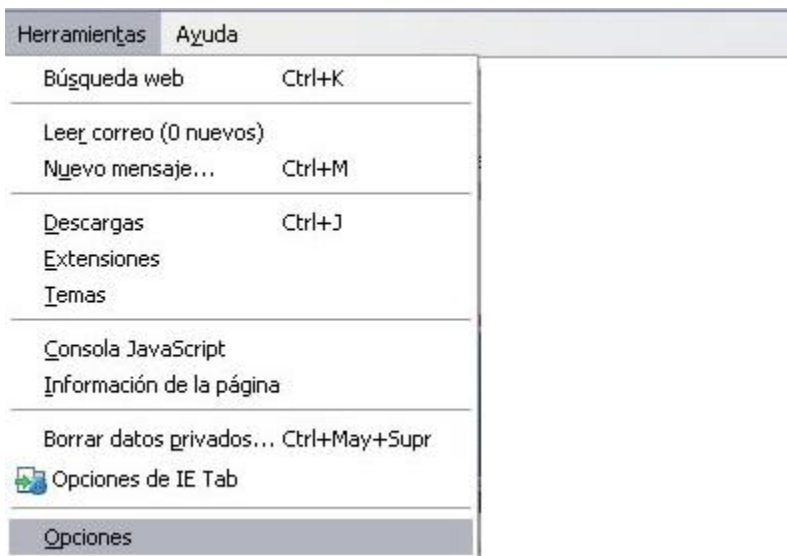 Herramientas Ayuda
Búsqueda web Ctrl+K
Leer correo (0 nuevos)
Nuevo mensaje... Ctrl+M
Descargas Ctrl+J
Extensiones
Temas
Consola JavaScript
Información de la página
Borrar datos privados... Ctrl+May+Supr
Opciones de IE Tab
Opciones